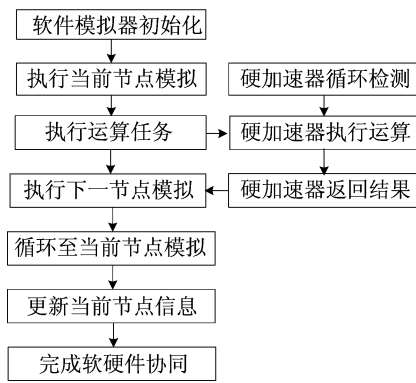 软件模拟器初始化
执行当前节点模拟
硬加速器循环检测
执行运算任务
硬加速器执行运算
执行下一节点模拟
硬加速器返回结果
循环至当前节点模拟
更新当前节点信息
完成软硬件协同